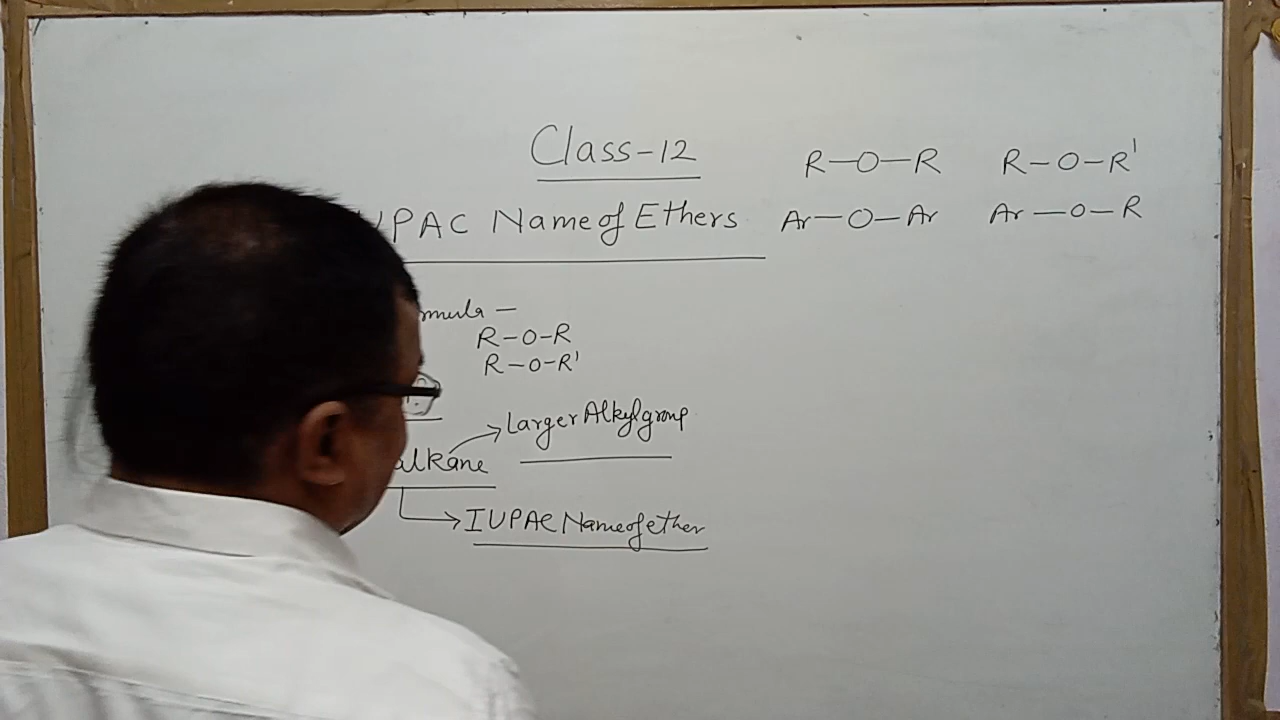 Class-12
R-O-R R-O-R'
UPAC Name of Ethers Ar-O-Ar Ar-O-R
mula -
R-O-R
R-O-R'
Larger Alkyl group
alkane
IUPAC Name of ether